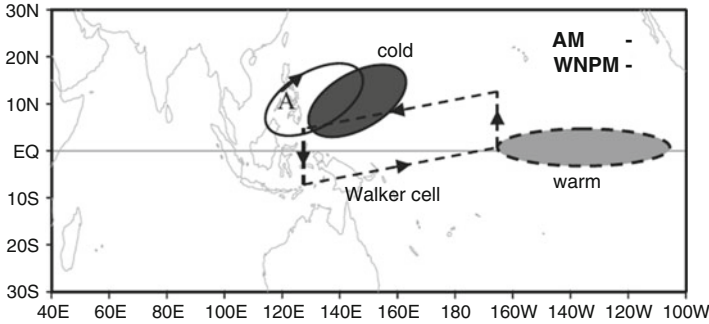 30N
20N
10N
EQ
10S
20S
30S
AM -
WNPM -
cold
A
Walker cell
warm
40E 60E 80E 100E 120E 140E 160E 180 160W 140W 120W 100W